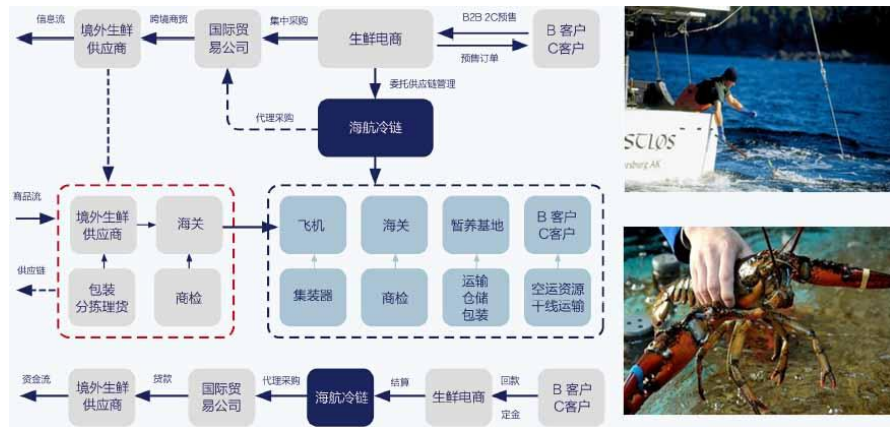 信息流
境外生鲜
供应商
跨境商贸
国际贸
易公司
集中采购
生鲜电商
B2B 2C预售
预售订单
B 客户
C客户
委托供应链管理
代理采购
海航冷链
商品流
供应链
境外生鲜
供应商
海关
包装
分拣理货
商检
飞机
海关
暂养基地
B 客户
C客户
集装器
商检
运输
仓储
包装
空运资源
干线运输
资金流
境外生鲜
供应商
贷款
国际贸
易公司
代理采购
海航冷链
结算
生鲜电商
回款
定金
B 客户
C客户
STLOS